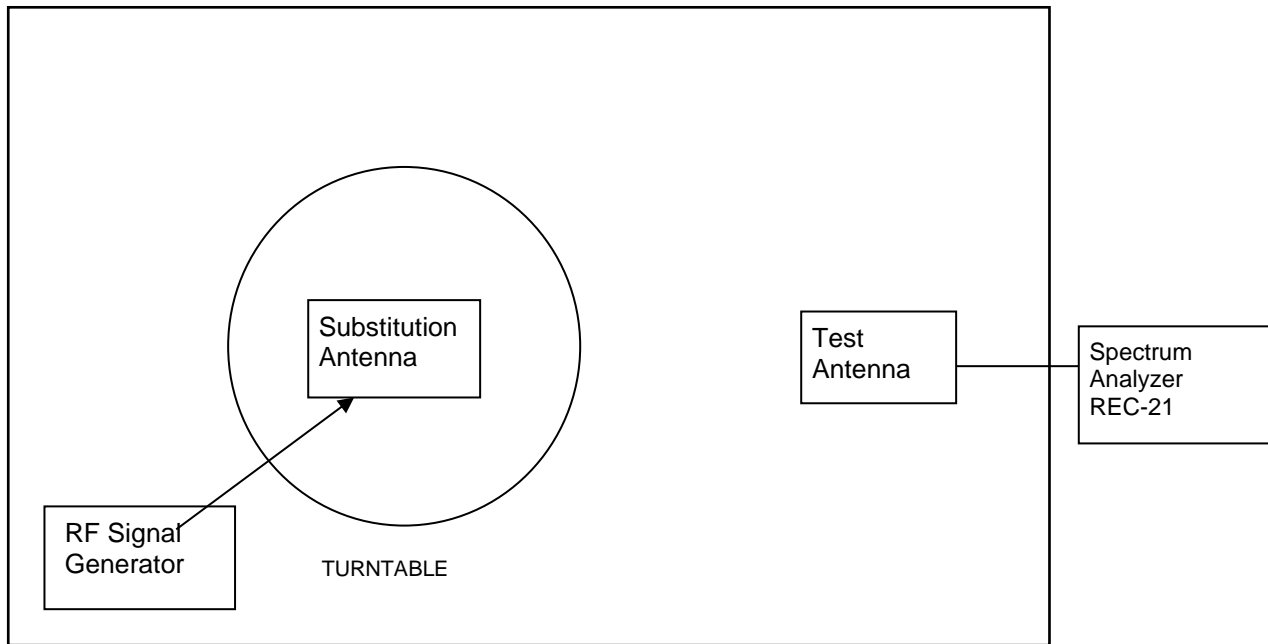 Substitution
Antenna
Test
Antenna
Spectrum
Analyzer
REC-21
RF Signal
Generator
TURNTABLE